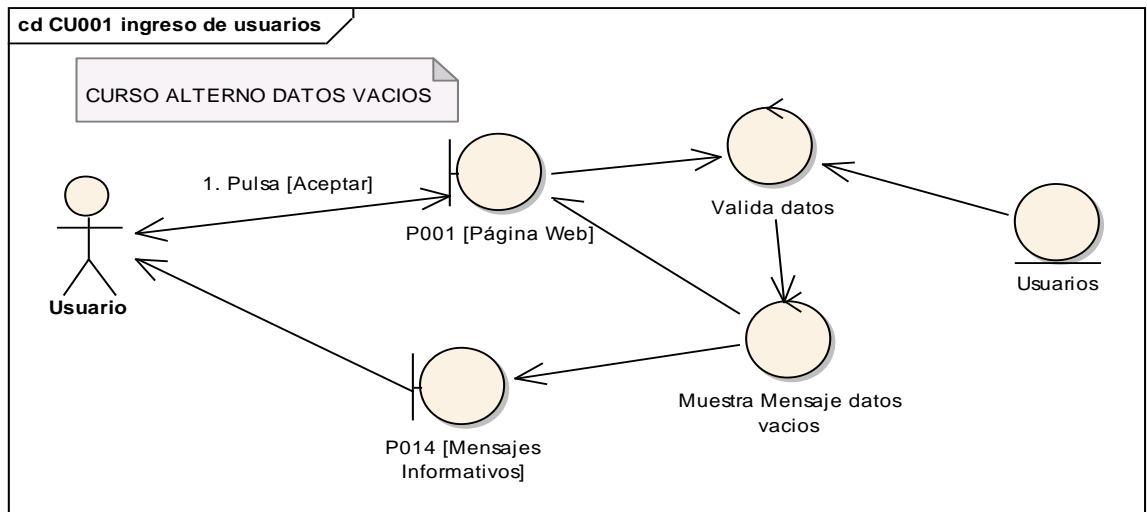 cd CU001 ingreso de usuarios
CURSO ALTERNO DATOS VACIOS
1. Pulsa [Aceptar]
Usuario
P001 [Página Web]
Valida datos
Usuarios
P014 [Mensajes
Informativos]
Muestra Mensaje datos
vacios